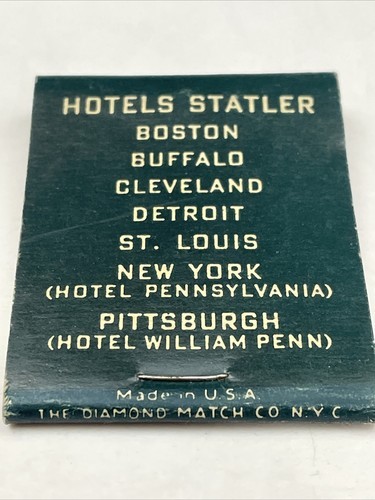 HOTELS STATLER
BOSTON
BUFFALO
CLEVELAND
DETROIT
ST. LOUIS
NEW YORK
(HOTEL PENNSYLVANIA)
PITTSBURGH
(HOTEL WILLIAM PENN)
Made in U.S.A.
THE DIAMOND MATCH CO N.Y.C